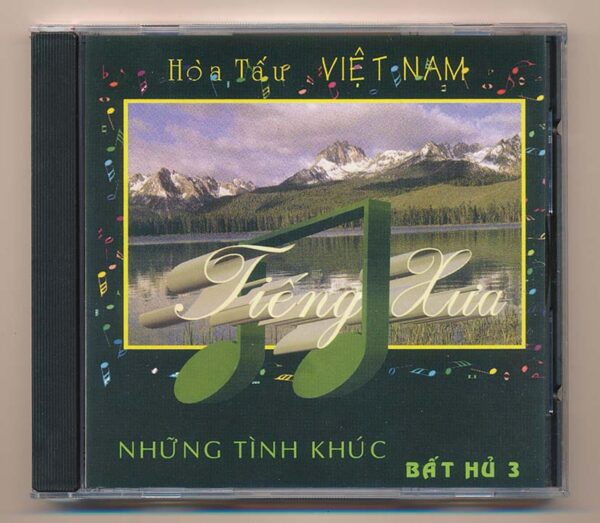 Hòa Tấu VIỆT NAM
Tiếng Xưa
NHỮNG TÌNH KHÚC
BẤT HỦ 3